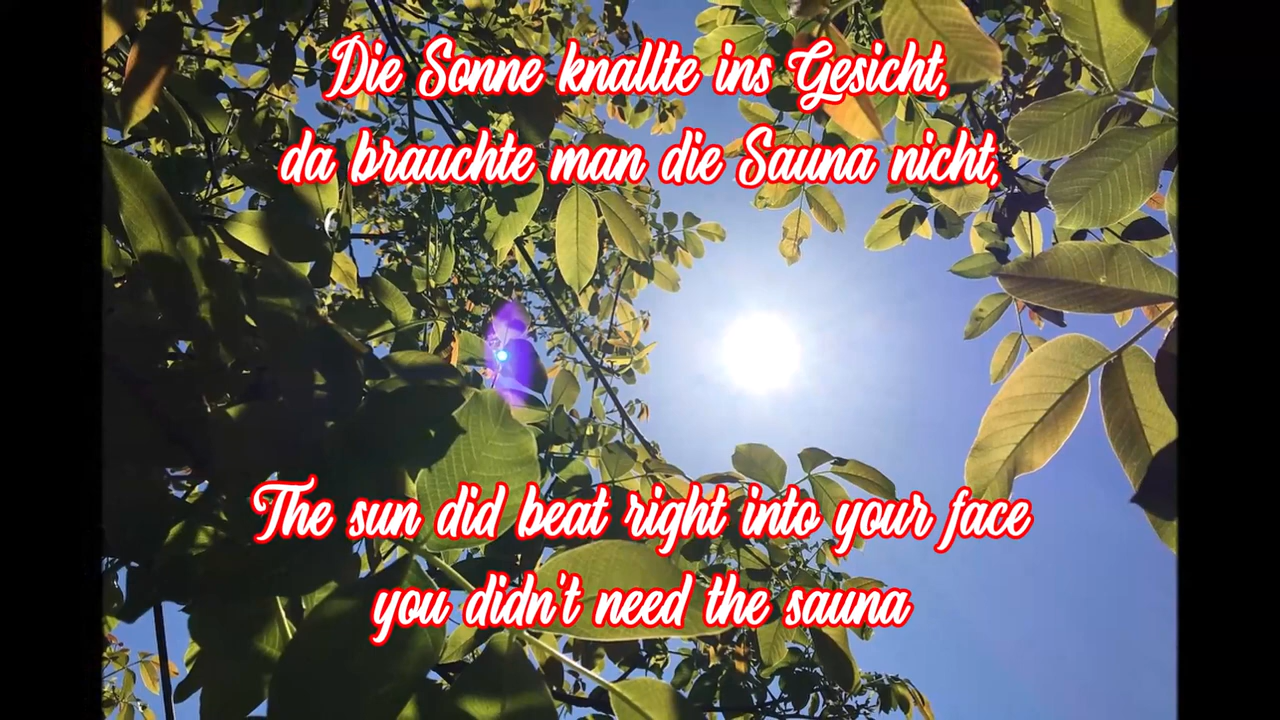 Die Sonne knallte ins Gesicht,
da brauchte man die Sauna nicht,
The sun did beat right into your face
you didn't need the sauna